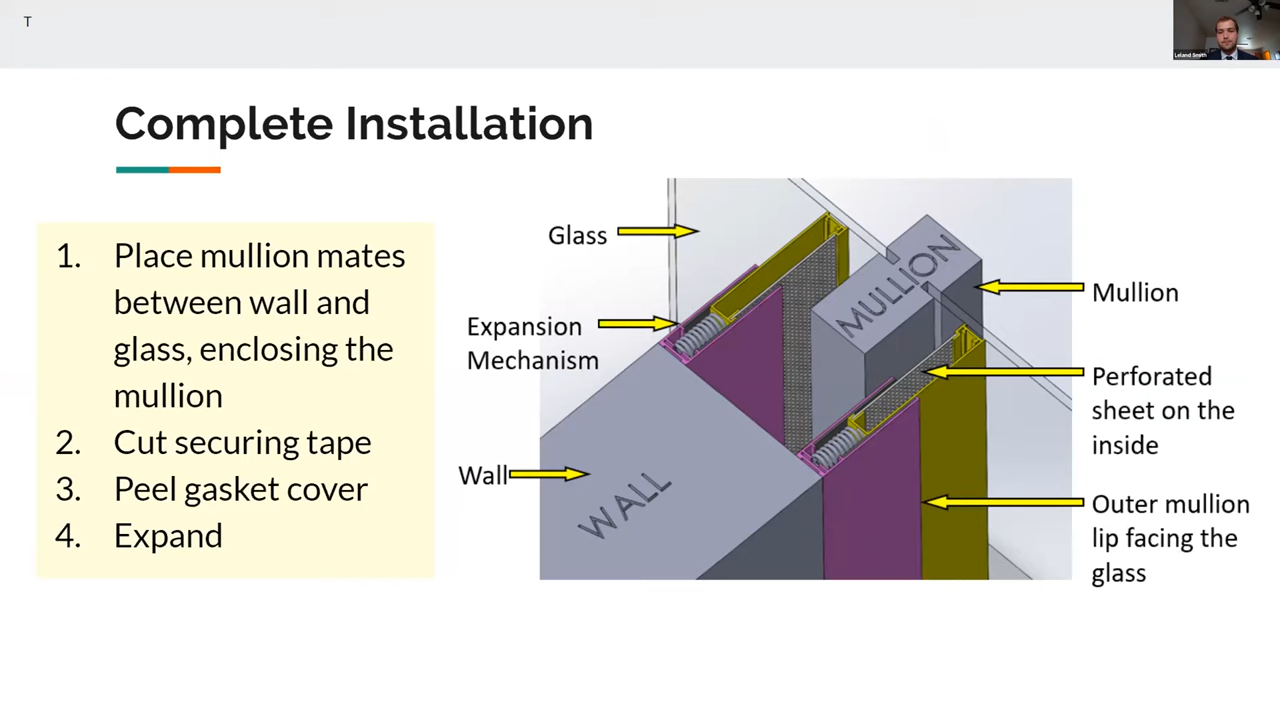 T
Leland Smith
Complete Installation
1. Place mullion mates
between wall and
glass, enclosing the
mullion
2. Cut securing tape
3. Peel gasket cover
4. Expand
Glass
Expansion
Mechanism
Wall
WALL
MULLION
Mullion
Perforated
sheet on the
inside
Outer mullion
lip facing the
glass